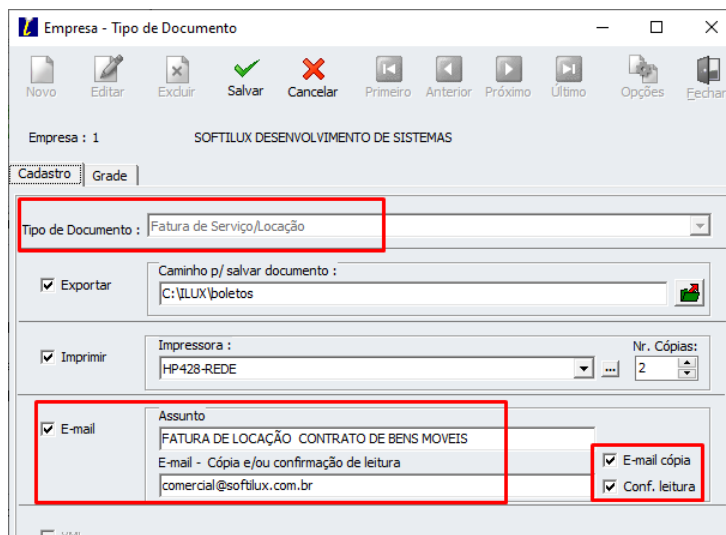 Empresa - Tipo de Documento
Novo Editar Excluir Salvar Cancelar Primeiro Anterior Próximo Último Opções Fechar
Empresa : 1 SOFTILUX DESENVOLVIMENTO DE SISTEMAS
Cadastro Grade
Tipo de Documento : Fatura de Serviço/Locação
Caminho p/ salvar documento :
Exportar C:\ILUX\boletos
Impressora : Nr. Cópias:
Imprimir HP428-REDE ... 2
Assunto
E-mail FATURA DE LOCAÇÃO CONTRATO DE BENS MOVEIS
E-mail - Cópia e/ou confirmação de leitura E-mail cópia
comercial@softilux.com.br Conf. leitura